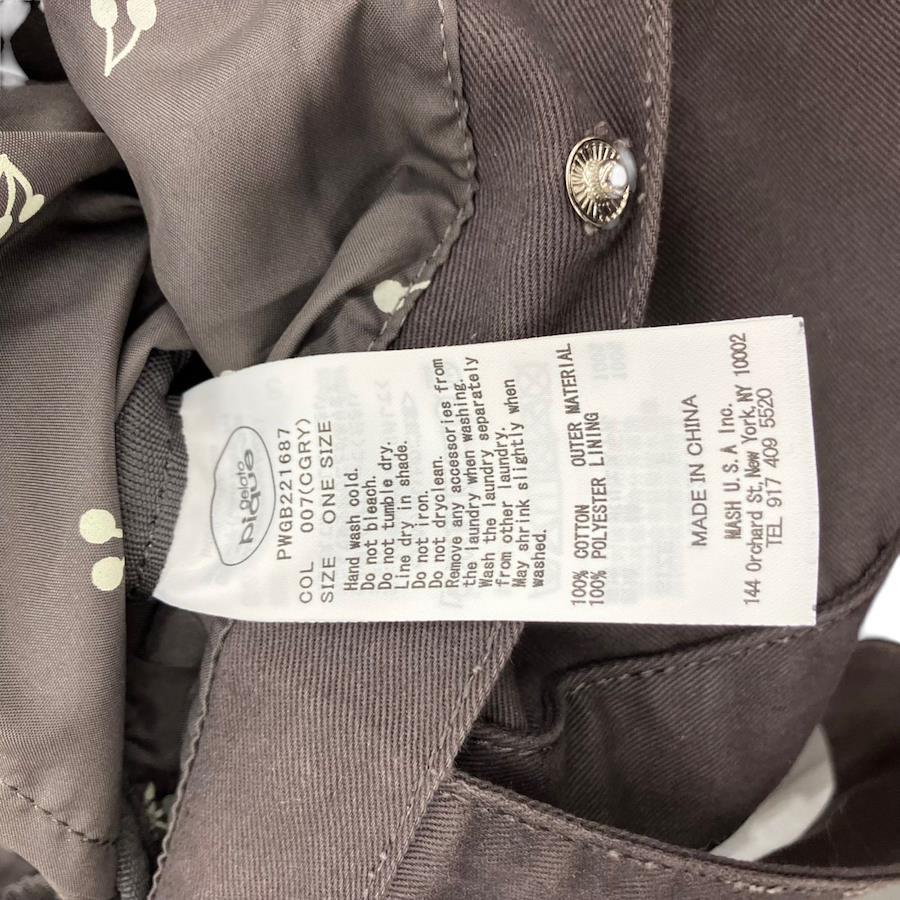 gelato
pique
PWGB221687
COL 007(CGRY)
SIZE ONE SIZE
Hand wash cold.
Do not bleach.
Do not tumble dry.
Line dry in shade.
Do not iron.
Do not dryclean.
Remove any accessories from
the laundry when washing.
Wash the laundry separately
from other laundry.
May shrink slightly when
washed.
OUTER MATERIAL
100% COTTON
LINING
100% POLYESTER
MADE IN CHINA
MASH U.S.A Inc.
144 Orchard St, New York, NY 10002
TEL 917 409 5520